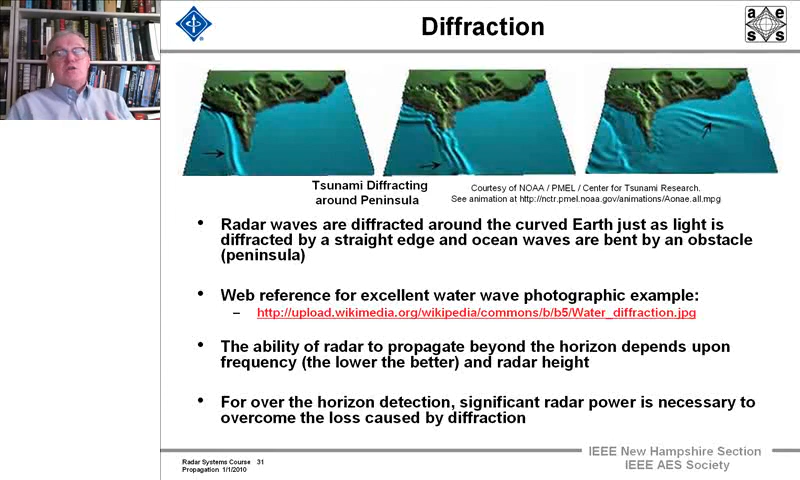 Diffraction
a e
s s
Tsunami Diffracting
around Peninsula
Courtesy of NOAA / PMEL / Center for Tsunami Research.
See animation at http://nctr.pmel.noaa.gov/animations/Aonae.all.mpg
• Radar waves are diffracted around the curved Earth just as light is
diffracted by a straight edge and ocean waves are bent by an obstacle
(peninsula)
• Web reference for excellent water wave photographic example:
– http://upload.wikimedia.org/wikipedia/commons/b/b5/Water_diffraction.jpg
• The ability of radar to propagate beyond the horizon depends upon
frequency (the lower the better) and radar height
• For over the horizon detection, significant radar power is necessary to
overcome the loss caused by diffraction
Radar Systems Course 31
Propagation 1/1/2010
IEEE New Hampshire Section
IEEE AES Society